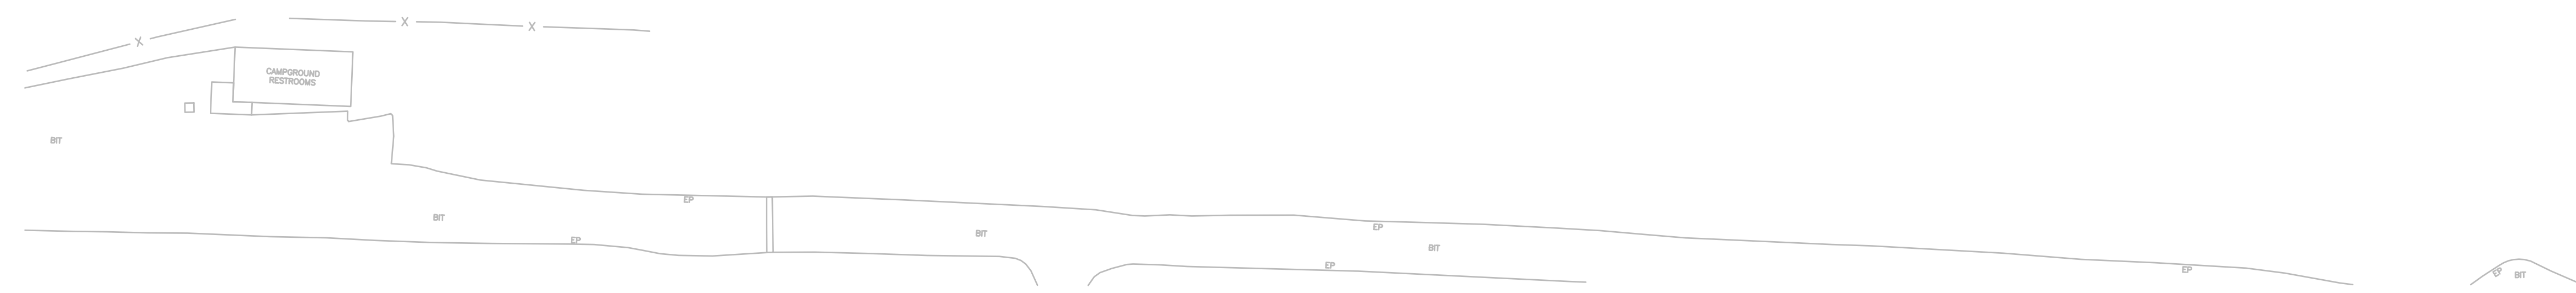 X
X
X
CAMPGROUND
RESTROOMS
BIT
EP
BIT
EP
BIT
EP
BIT
EP
EP
EP
BIT